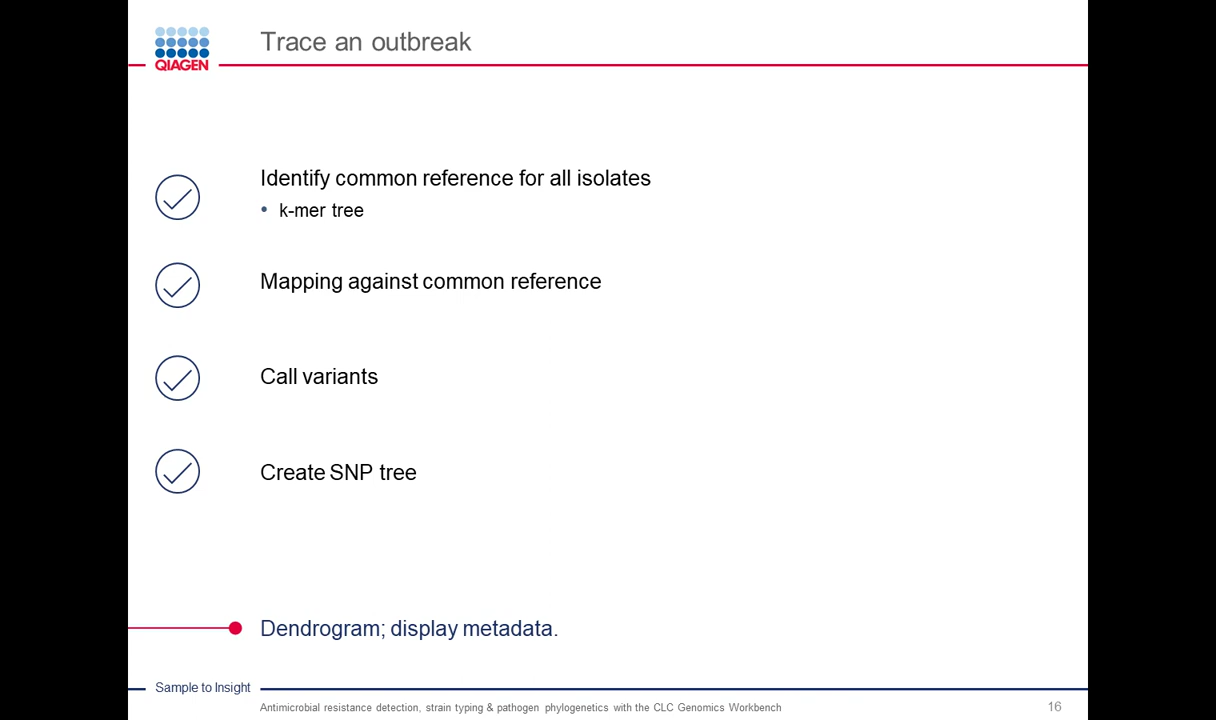 QIAGEN
Trace an outbreak
Identify common reference for all isolates
• k-mer tree
Mapping against common reference
Call variants
Create SNP tree
Dendrogram; display metadata.
Sample to Insight
Antimicrobial resistance detection, strain typing & pathogen phylogenetics with the CLC Genomics Workbench
16